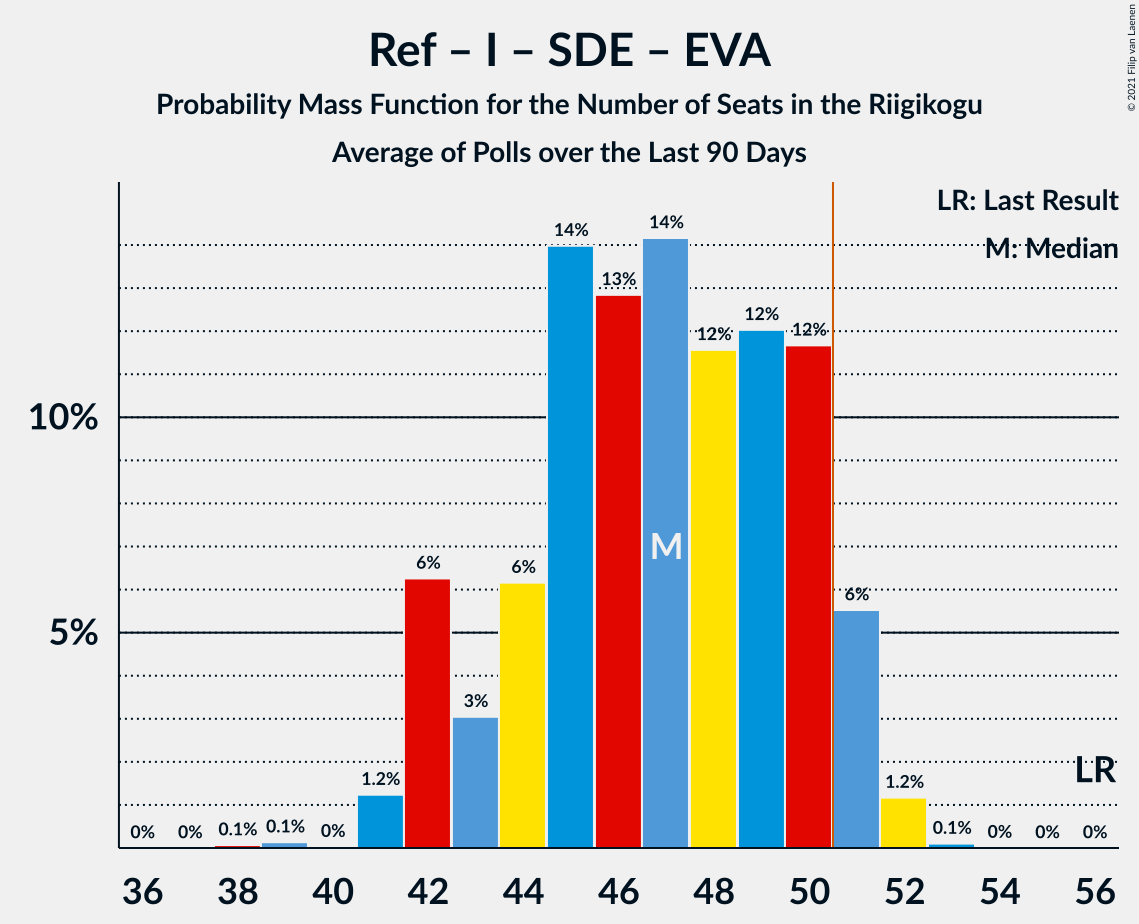 Ref – I – SDE – EVA
Probability Mass Function for the Number of Seats in the Riigikogu
Average of Polls over the Last 90 Days
© 2021 Filip van Laenen
LR: Last Result
M: Median
14%
14%
13%
12%
12%
12%
10%
M
6%
6%
6%
5%
3%
LR
1.2%
1.2%
0%
0%
0.1%
0.1%
0%
0.1%
0%
0%
0%
36 38 40 42 44 46 48 50 52 54 56